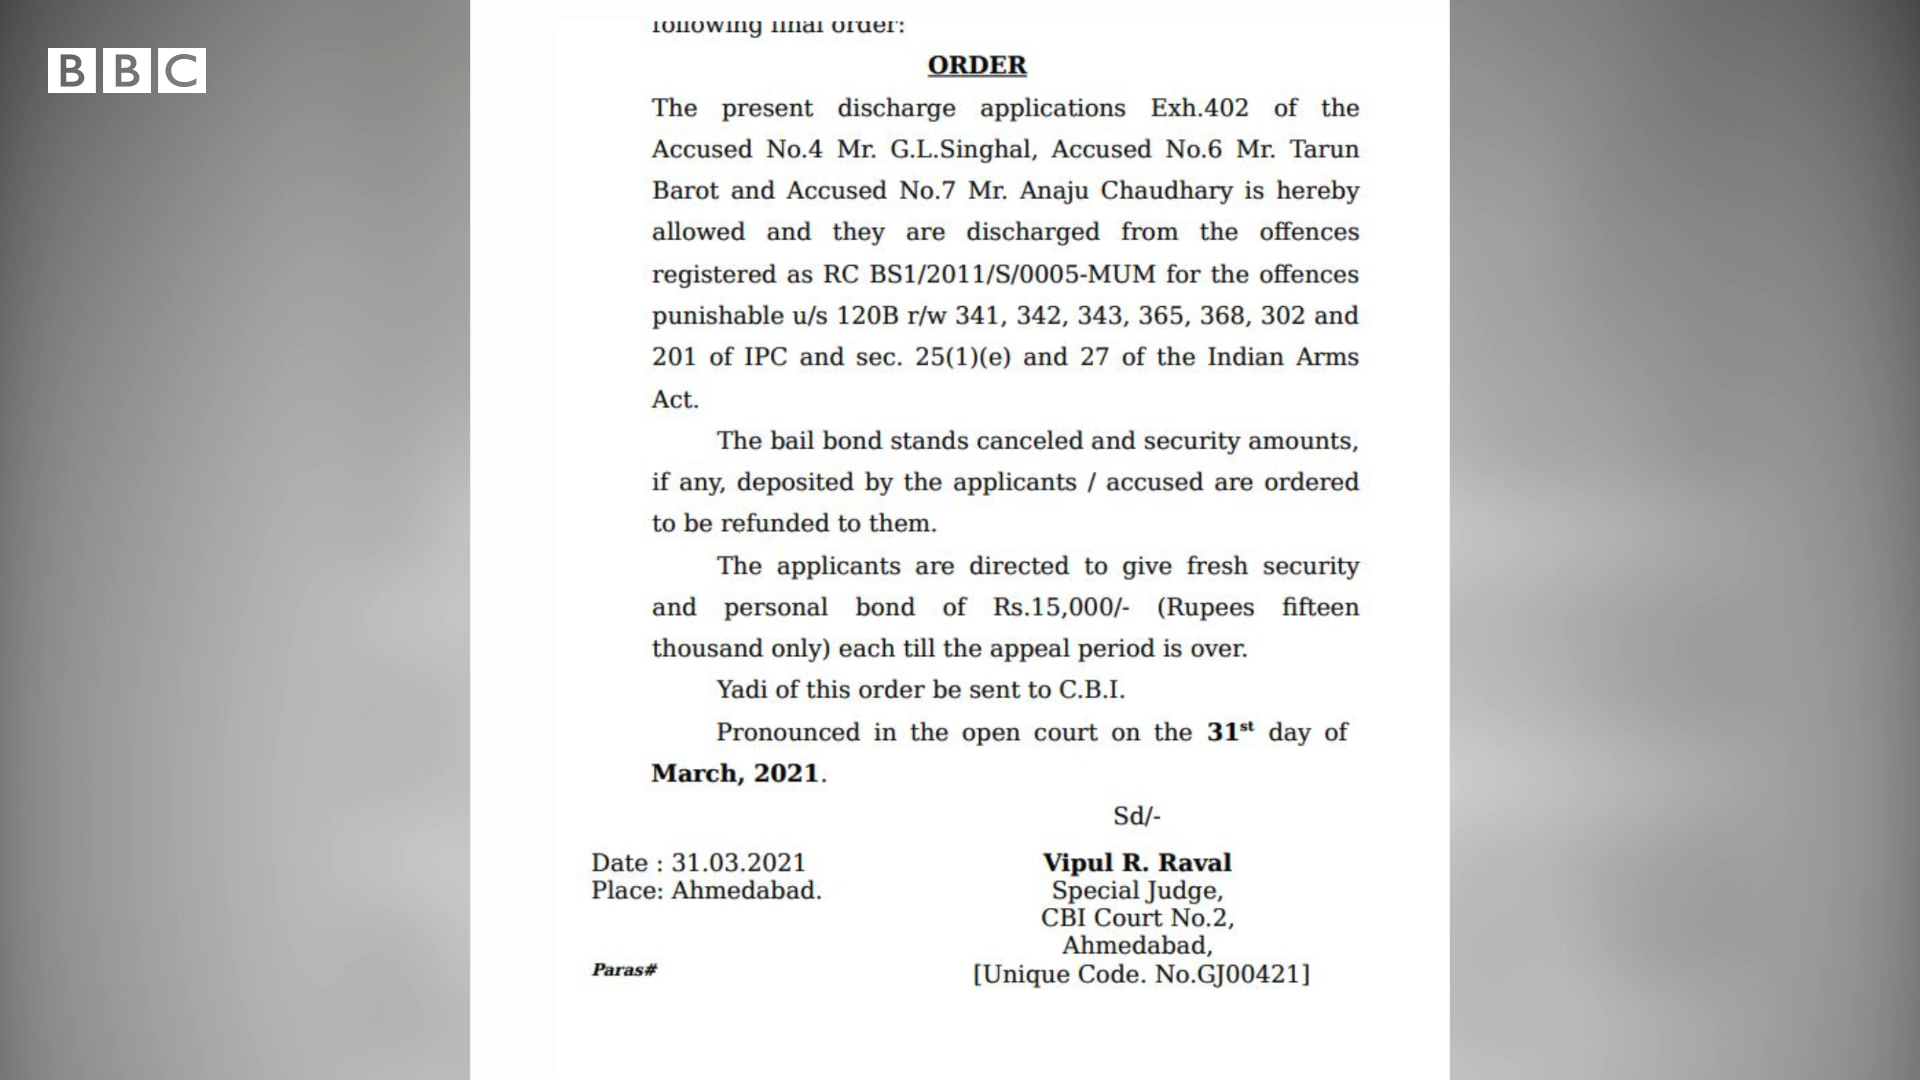 BBC
following final order:
ORDER
The present discharge applications Exh.402 of the
Accused No.4 Mr. G.L.Singhal, Accused No.6 Mr. Tarun
Barot and Accused No.7 Mr. Anaju Chaudhary is hereby
allowed and they are discharged from the offences
registered as RC BS1/2011/S/0005-MUM for the offences
punishable u/s 120B r/w 341, 342, 343, 365, 368, 302 and
201 of IPC and sec. 25(1)(e) and 27 of the Indian Arms
Act.
The bail bond stands canceled and security amounts,
if any, deposited by the applicants / accused are ordered
to be refunded to them.
The applicants are directed to give fresh security
and personal bond of Rs.15,000/- (Rupees fifteen
thousand only) each till the appeal period is over.
Yadi of this order be sent to C.B.I.
Pronounced in the open court on the 31st day of
March, 2021.
Sd/-
Date : 31.03.2021
Place: Ahmedabad.
Vipul R. Raval
Special Judge,
CBI Court No.2,
Ahmedabad,
[Unique Code. No.GJ00421]
Paras#